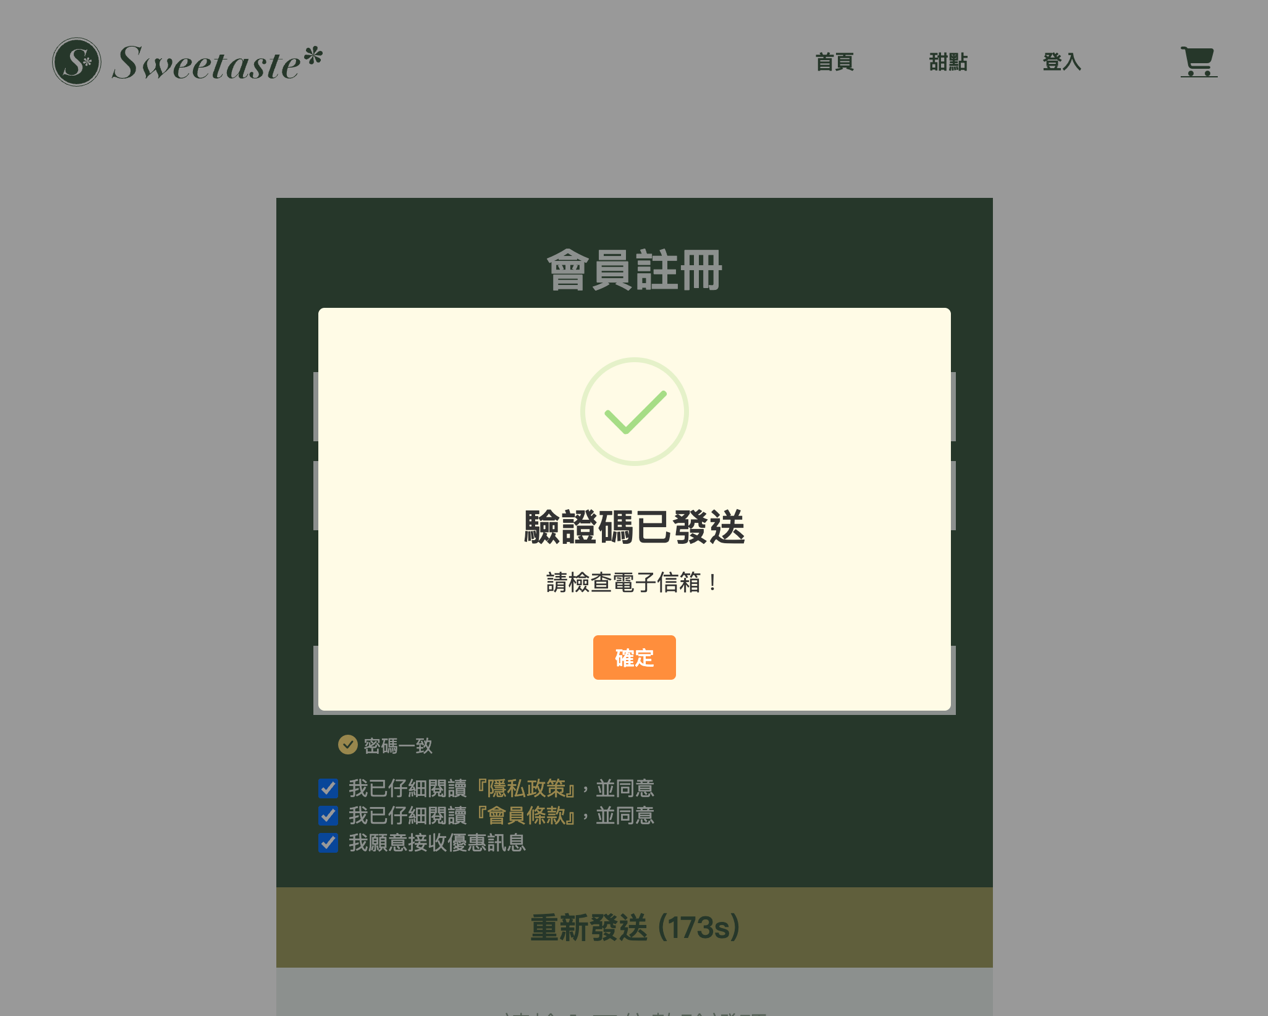 S* Sweetaste*
首頁 甜點 登入
會員註冊
驗證碼已發送
請檢查電子信箱！
確定
密碼一致
我已仔細閱讀『隱私政策』，並同意
我已仔細閱讀『會員條款』，並同意
我願意接收優惠訊息
重新發送 (173s)